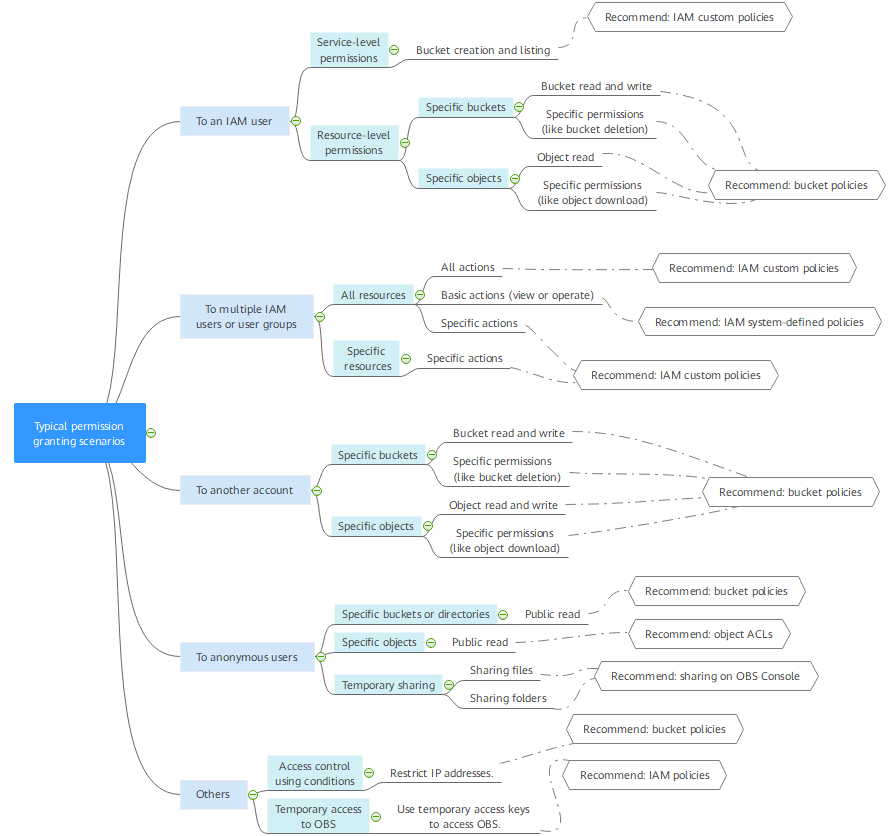 Typical permission
granting scenarios
To an IAM user
Service-level
permissions
Bucket creation and listing
Recommend: IAM custom policies
Resource-level
permissions
Specific buckets
Bucket read and write
Specific permissions
(like bucket deletion)
Specific objects
Object read
Specific permissions
(like object download)
Recommend: bucket policies
To multiple IAM
users or user groups
All resources
All actions
Recommend: IAM custom policies
Basic actions (view or operate)
Recommend: IAM system-defined policies
Specific actions
Specific
resources
Specific actions
Recommend: IAM custom policies
To another account
Specific buckets
Bucket read and write
Specific permissions
(like bucket deletion)
Specific objects
Object read and write
Specific permissions
(like object download)
Recommend: bucket policies
To anonymous users
Specific buckets or directories
Public read
Recommend: bucket policies
Specific objects
Public read
Recommend: object ACLs
Temporary sharing
Sharing files
Sharing folders
Recommend: sharing on OBS Console
Others
Access control
using conditions
Restrict IP addresses.
Recommend: bucket policies
Temporary access
to OBS
Use temporary access keys
to access OBS.
Recommend: IAM policies